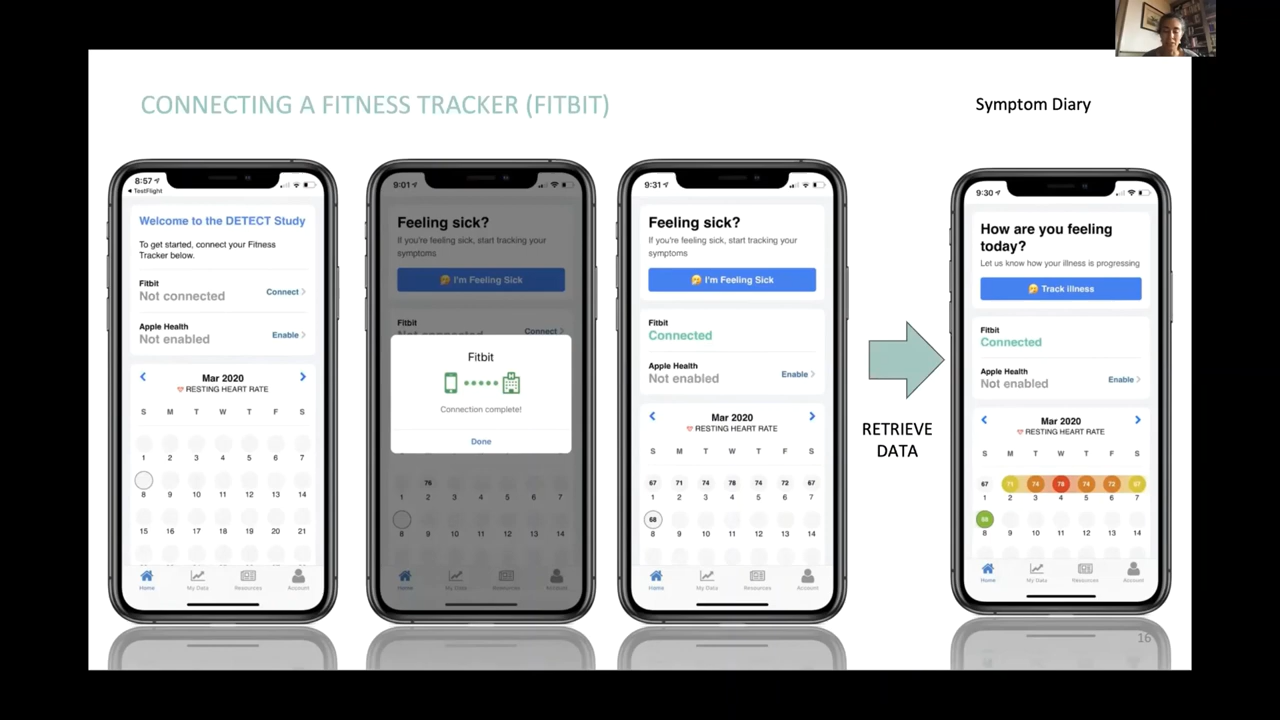 CONNECTING A FITNESS TRACKER (FITBIT)
Symptom Diary
8:57
TestFlight
Welcome to the DETECT Study
To get started, connect your Fitness
Tracker below.
Fitbit
Not connected
Connect
Apple Health
Not enabled
Enable
Mar 2020
RESTING HEART RATE
S M T W T F S
1 2 3 4 5 6 7
8 9 10 11 12 13 14
15 16 17 18 19 20 21
Home My Data Resources Account
9:01
Feeling sick?
If you're feeling sick, start tracking your
symptoms
I'm Feeling Sick
Fitbit
Connect
Fitbit
Connection complete!
Done
76
1 2 3 4 5 6 7
8 9 10 11 12 13 14
Home My Data Resources Account
9:31
Feeling sick?
If you're feeling sick, start tracking your
symptoms
I'm Feeling Sick
Fitbit
Connected
Apple Health
Not enabled
Enable
Mar 2020
RESTING HEART RATE
S M T W T F S
67 71 74 78 74 72 67
1 2 3 4 5 6 7
68
8 9 10 11 12 13 14
Home My Data Resources Account
RETRIEVE
DATA
9:30
How are you feeling
today?
Let us know how your illness is progressing
Track illness
Fitbit
Connected
Apple Health
Not enabled
Enable
Mar 2020
RESTING HEART RATE
S M T W T F S
67 71 74 78 74 72 67
1 2 3 4 5 6 7
68
8 9 10 11 12 13 14
Home My Data Resources Account
16